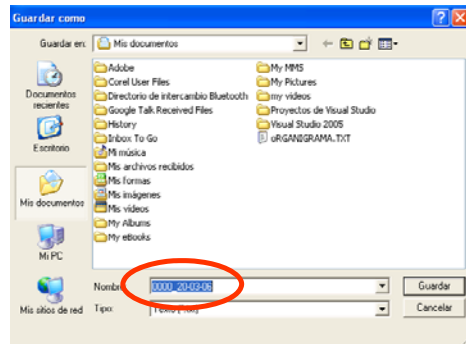 Guardar como
Guardar en: Mis documentos
Documentos recientes
Escritorio
Mis documentos
Mi PC
Mis sitios de red
Adobe
Corel User Files
Directorio de intercambio Bluetooth
Google Talk Received Files
History
Inbox To Go
Mi música
Mis archivos recibidos
Mis formas
Mis imágenes
Mis vídeos
My Albums
My eBooks
My MMS
My Pictures
my videos
Proyectos de Visual Studio
Visual Studio 2005
oRGANIGRAMA.TXT
Nombre: 0000_20-03-06 Guardar
Tipo: Texto (*.txt) Cancelar